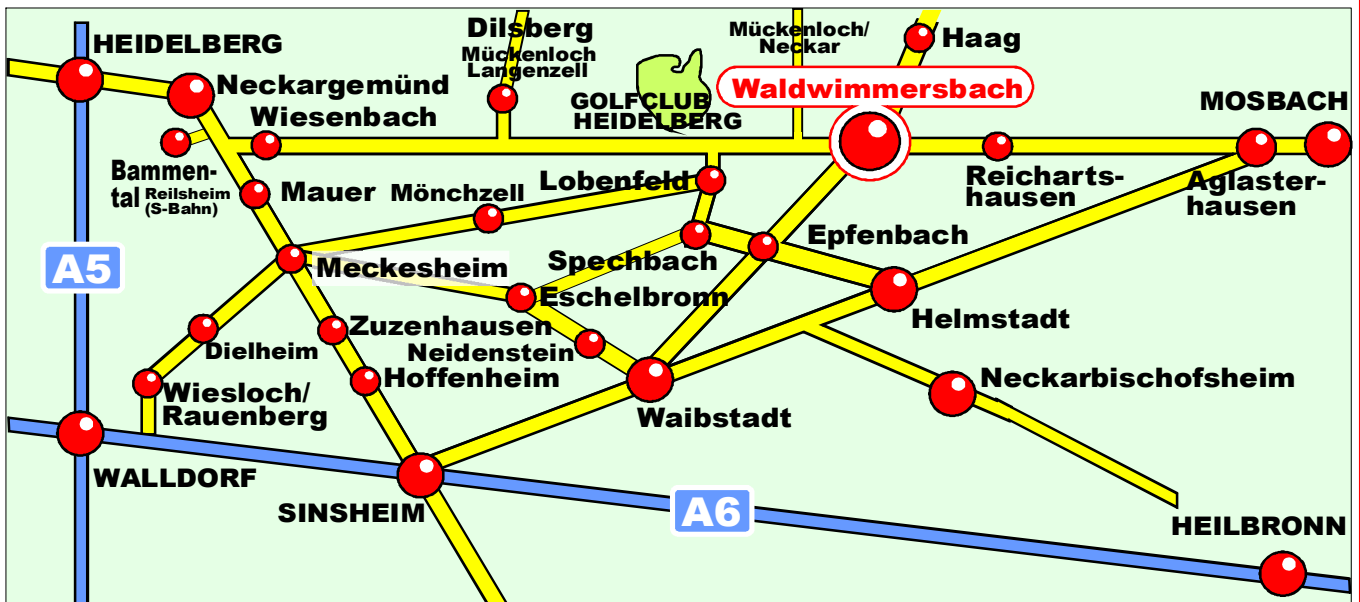 HEIDELBERG
Dilsberg
Mückenloch
Langenzell
Mückenloch/
Neckar
Haag
Neckargemünd
Waldwimmersbach
MOSBACH
GOLFCLUB
HEIDELBERG
Wiesenbach
Bammen-
tal Reilsheim
(S-Bahn)
Mauer
Mönchzell
Lobenfeld
Reicharts-
hausen
Aglaster-
hausen
A5
Meckesheim
Spechbach
Epfenbach
Eschelbronn
Helmstadt
Zuzenhausen
Neidenstein
Dielheim
Hoffenheim
Neckarbischofsheim
Wiesloch/
Rauenberg
Waibstadt
WALLDORF
SINSHEIM
A6
HEILBRONN